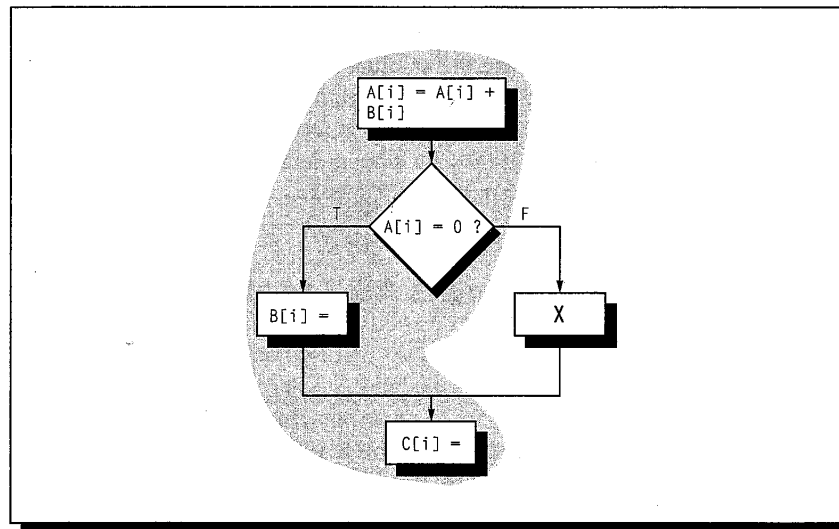 A[i] = A[i] +
B[i]
T
A[i] = 0 ?
F
B[i] =
X
C[i] =